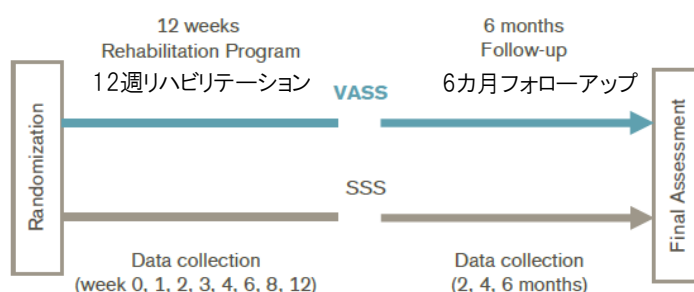 12 weeks
Rehabilitation Program
12週リハビリテーション
6 months
Follow-up
6カ月フォローアップ
VASS
Randomization
Final Assessment
SSS
Data collection
(week 0, 1, 2, 3, 4, 6, 8, 12)
Data collection
(2, 4, 6 months)